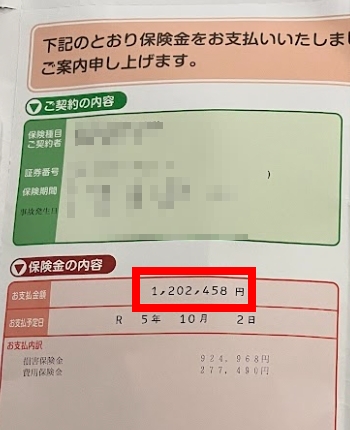 下記のとおり保険金をお支払いいたしまし
ご案内申し上げます。
ご契約の内容
保険種目
ご契約者
証券番号
保険期間
事故発生日
保険金の内容
お支払金額 1,202,458 円
お支払予定日 R 5年 10月 2日
お支払内訳
損害保険金 924,968円
費用保険金 277,490円